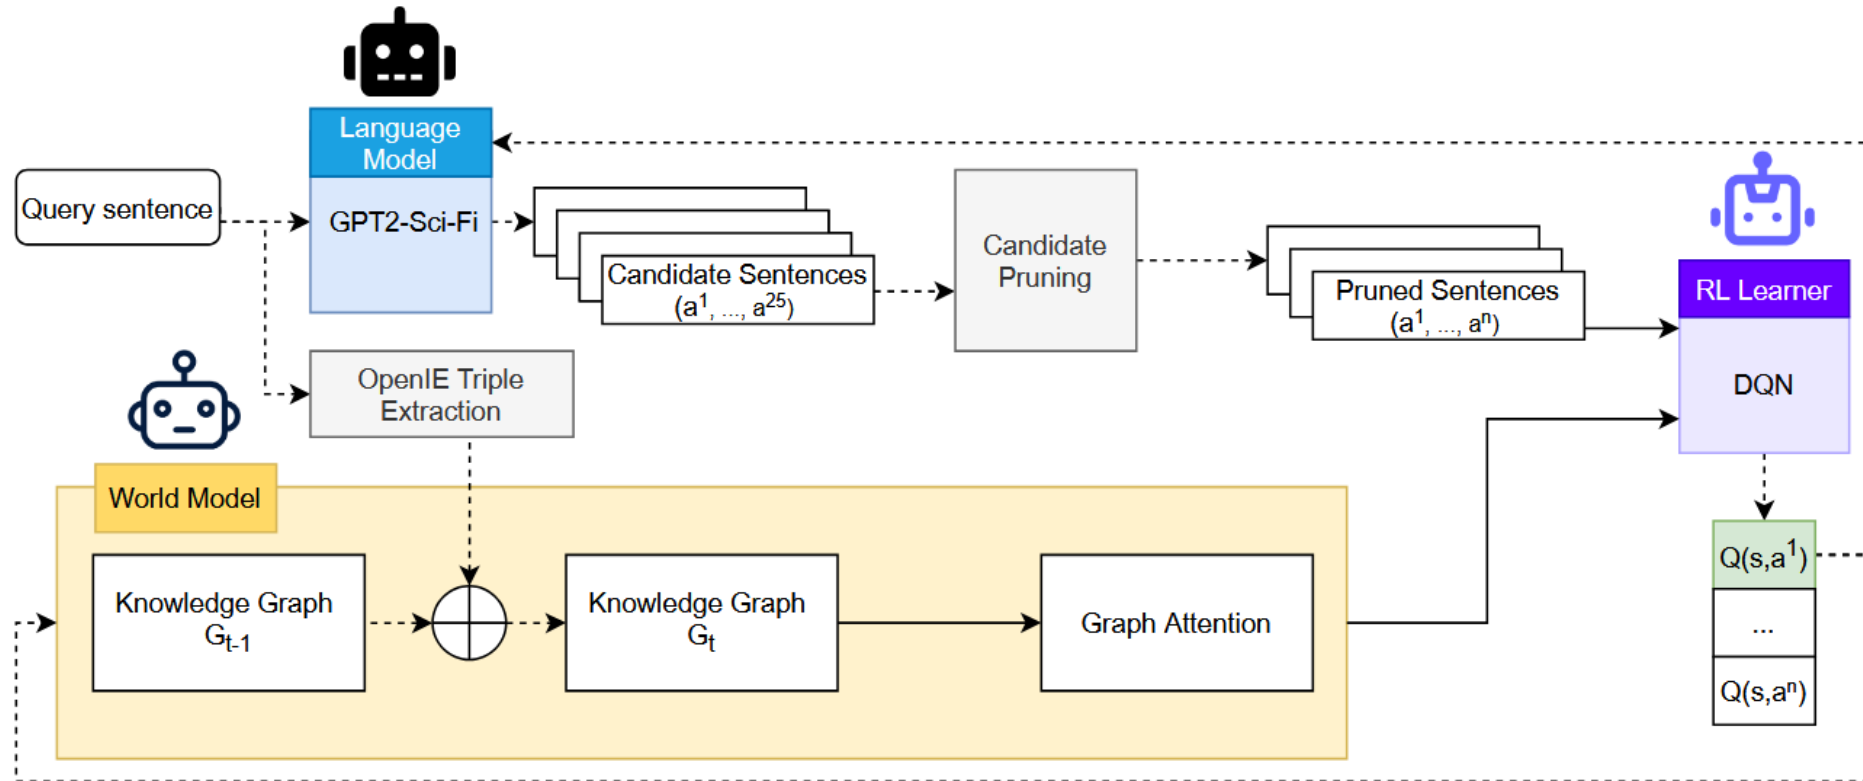 Language
Model
Query sentence
GPT2-Sci-Fi
Candidate Sentences
(a¹, ..., a²⁵)
Candidate
Pruning
Pruned Sentences
(a¹, ..., aⁿ)
RL Learner
DQN
OpenIE Triple
Extraction
World Model
Knowledge Graph
Gₜ₋₁
Knowledge Graph
Gₜ
Graph Attention
Q(s,a¹)
...
Q(s,aⁿ)